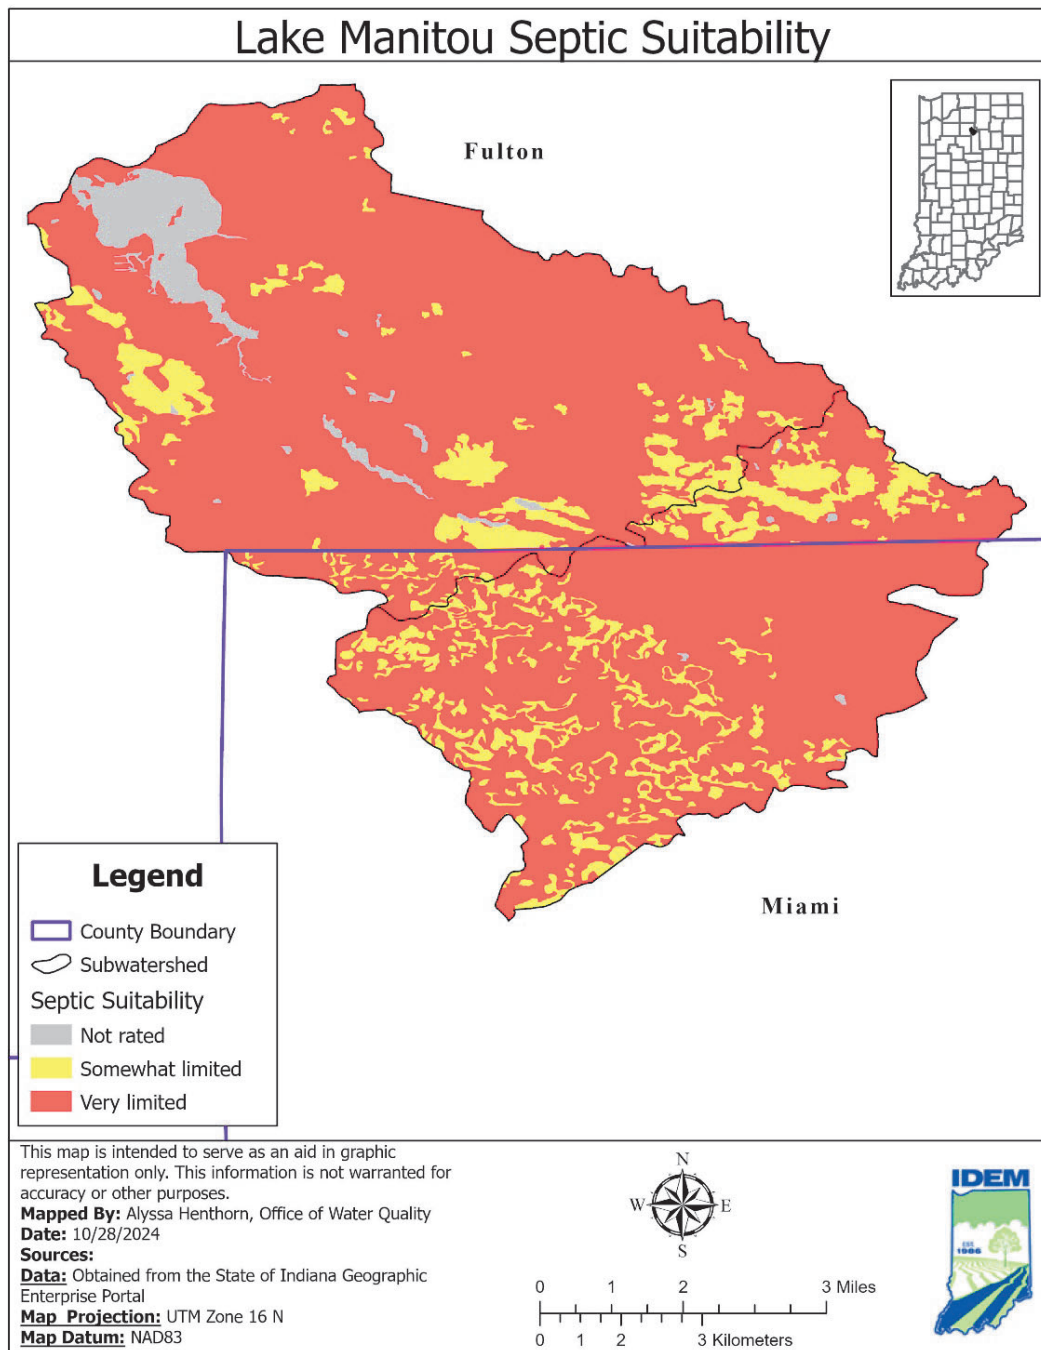 Lake Manitou Septic Suitability
Fulton
Miami
Legend
County Boundary
Subwatershed
Septic Suitability
Not rated
Somewhat limited
Very limited
This map is intended to serve as an aid in graphic
representation only. This information is not warranted for
accuracy or other purposes.
Mapped By: Alyssa Henthorn, Office of Water Quality
Date: 10/28/2024
Sources:
Data: Obtained from the State of Indiana Geographic
Enterprise Portal
Map Projection: UTM Zone 16 N
Map Datum: NAD83
N
W E
S
0 1 2 3 Miles
0 1 2 3 Kilometers
IDEM
EST.
1986